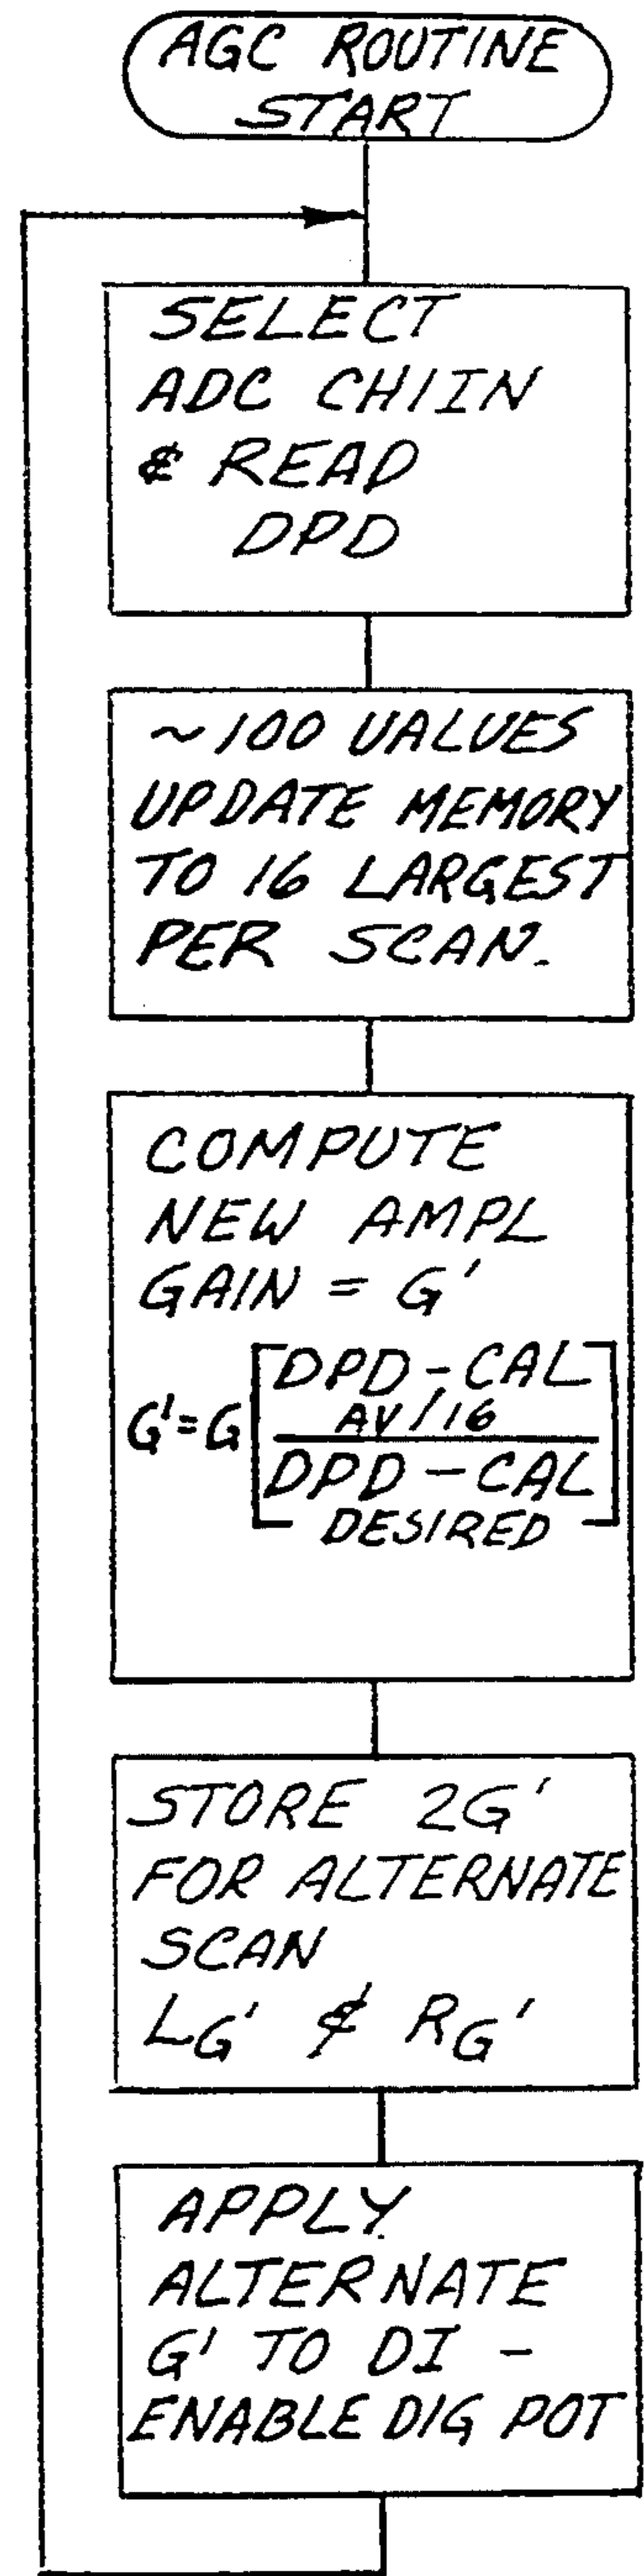 AGC ROUTINE
START
SELECT
ADC CH1IN
& READ
DPD
~100 VALUES
UPDATE MEMORY
TO 16 LARGEST
PER SCAN.
COMPUTE
NEW AMPL
GAIN = G'
G'=G[DPD-CAL
AV/16
DPD-CAL
DESIRED]
STORE 2G'
FOR ALTERNATE
SCAN
LG' & RG'
APPLY
ALTERNATE
G' TO DI -
ENABLE DIG POT